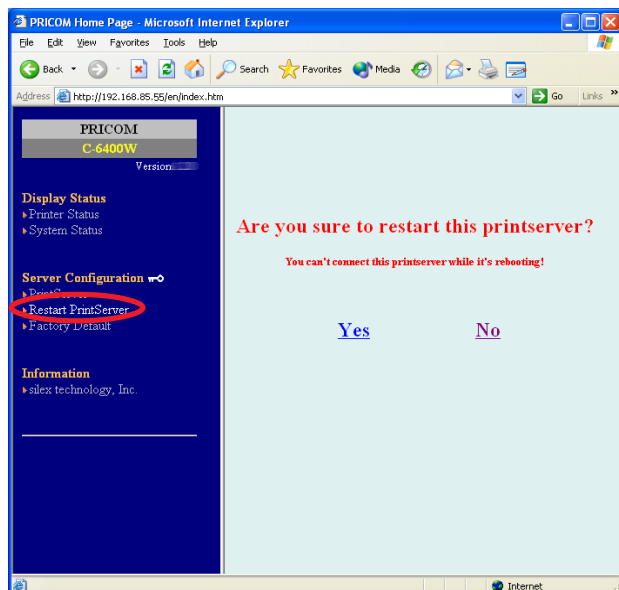 PRICOM Home Page - Microsoft Internet Explorer
File Edit View Favorites Tools Help
Back Search Favorites Media
Address http://192.168.85.55/en/index.htm Go Links »
PRICOM
C-6400W
Version
Display Status
Printer Status
System Status
Server Configuration
PrintServer
Restart PrintServer
Factory Default
Information
silex technology, Inc.
Are you sure to restart this printserver?
You can't connect this printserver while it's rebooting!
Yes No
Internet